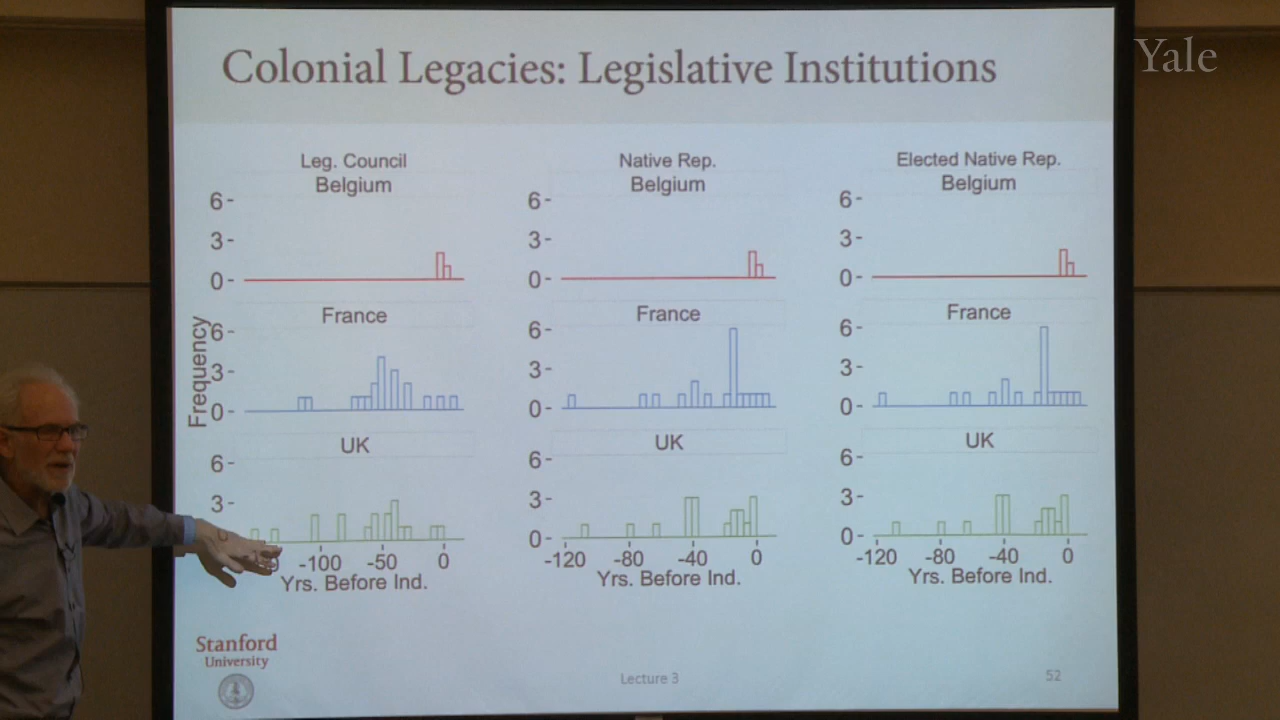 Yale
Colonial Legacies: Legislative Institutions
Leg. Council
Belgium
6
3
0
Native Rep.
Belgium
6
3
0
Elected Native Rep.
Belgium
6
3
0
Frequency
France
6
3
0
France
6
3
0
France
6
3
0
UK
6
3
-100 -50 0
Yrs. Before Ind.
UK
6
3
0
-120 -80 -40 0
Yrs. Before Ind.
UK
6
3
0
-120 -80 -40 0
Yrs. Before Ind.
Stanford
University
Lecture 3
52